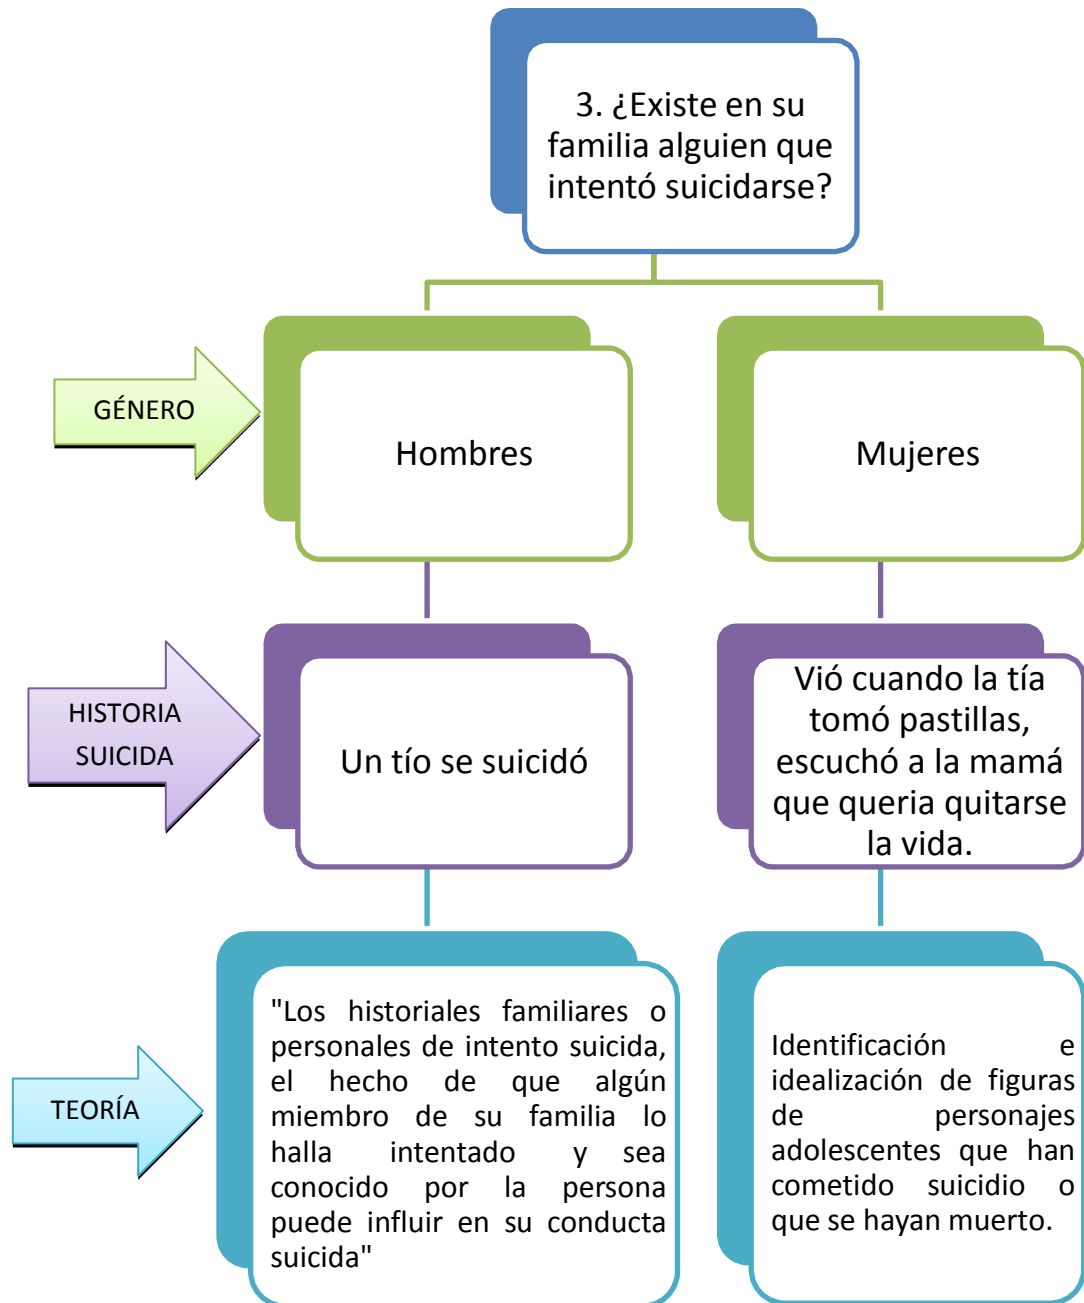 3. ¿Existe en su
familia alguien que
intentó suicidarse?
GÉNERO
Hombres
Mujeres
HISTORIA
SUICIDA
Un tío se suicidó
Vió cuando la tía
tomó pastillas,
escuchó a la mamá
que queria quitarse
la vida.
TEORÍA
"Los historiales familiares o
personales de intento suicida,
el hecho de que algún
miembro de su familia lo
halla intentado y sea
conocido por la persona
puede influir en su conducta
suicida"
Identificación e
idealización de figuras
de personajes
adolescentes que han
cometido suicidio o
que se hayan muerto.